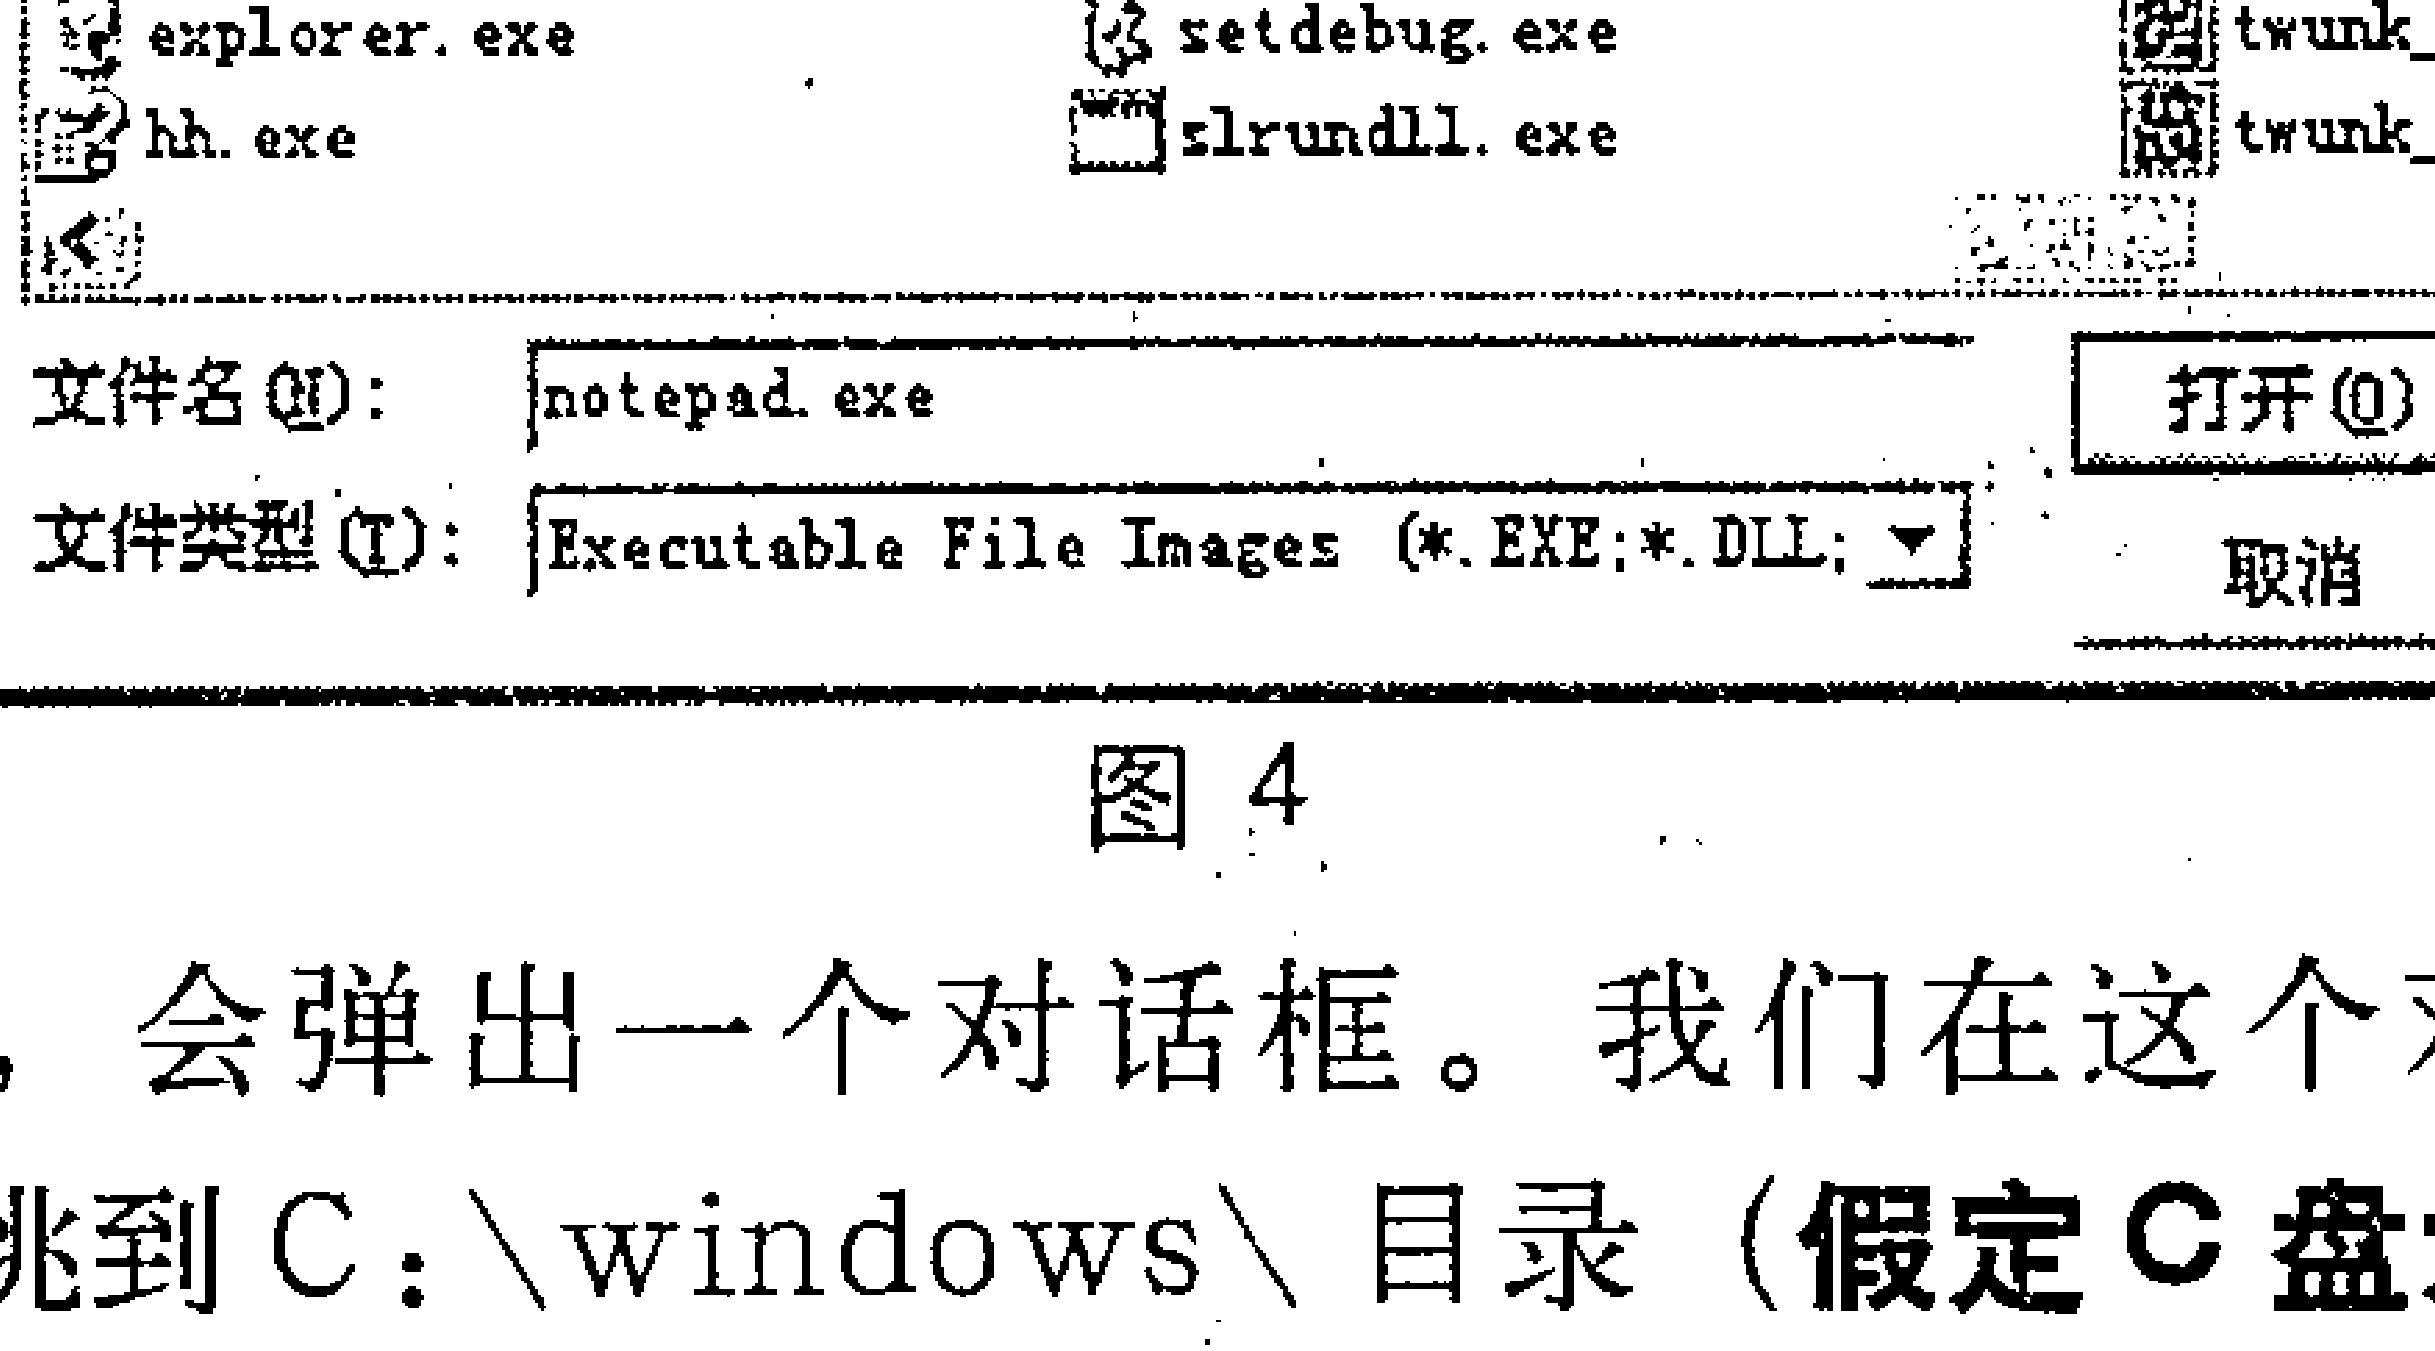 explorer.exe setdebug.exe twunk_
hh.exe slrundll.exe twunk_
文件名(N): notepad.exe 打开(O)
文件类型(T): Executable File Images (*.EXE;*.DLL; 取消
图 4
，会弹出一个对话框。我们在这个
到 C：\windows\ 目录（假定 C 盘